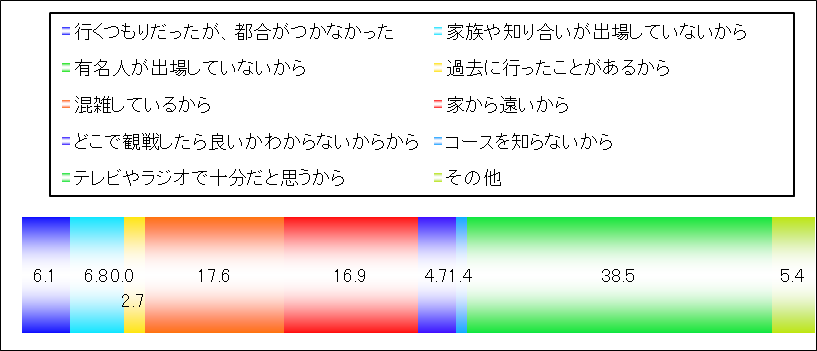 行くつもりだったが、都合がつかなかった
家族や知り合いが出場していないから
有名人が出場していないから
過去に行ったことがあるから
混雑しているから
家から遠いから
どこで観戦したら良いかわからないからから
コースを知らないから
テレビやラジオで十分だと思うから
その他
6.1 6.8 0.0 17.6 16.9 4.7 1.4 38.5 5.4
2.7